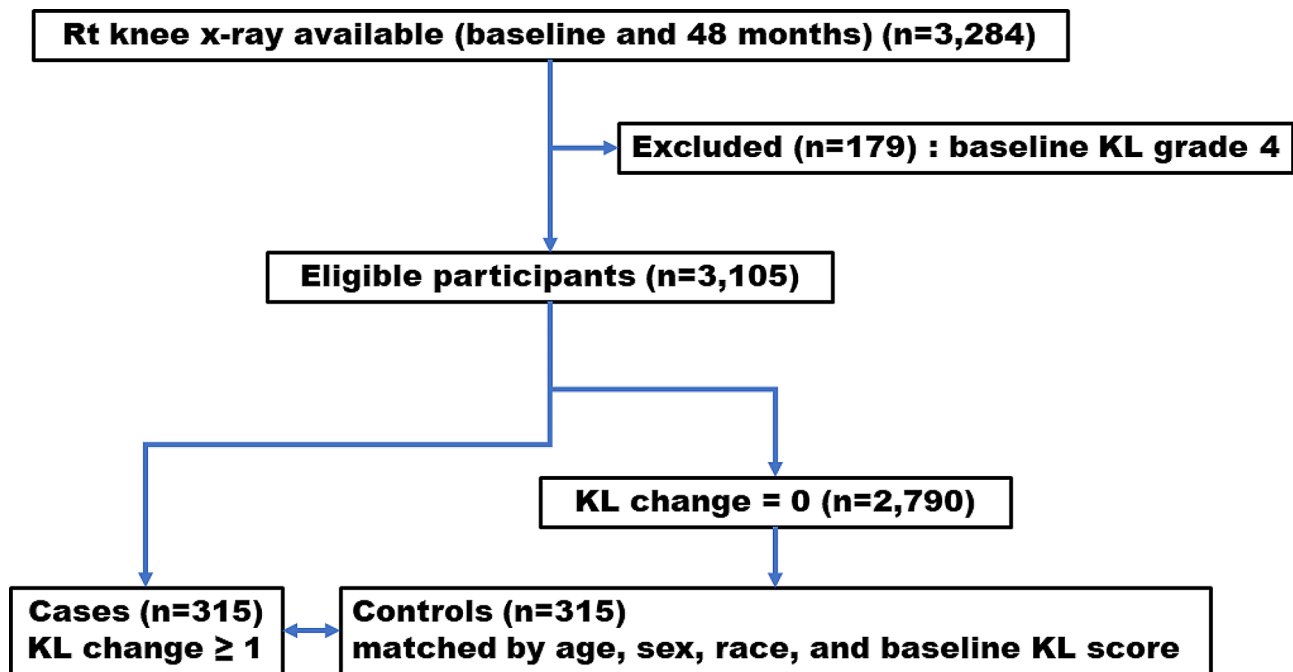 Rt knee x-ray available (baseline and 48 months) (n=3,284)
Excluded (n=179) : baseline KL grade 4
Eligible participants (n=3,105)
KL change = 0 (n=2,790)
Cases (n=315)
KL change ≥ 1
Controls (n=315)
matched by age, sex, race, and baseline KL score